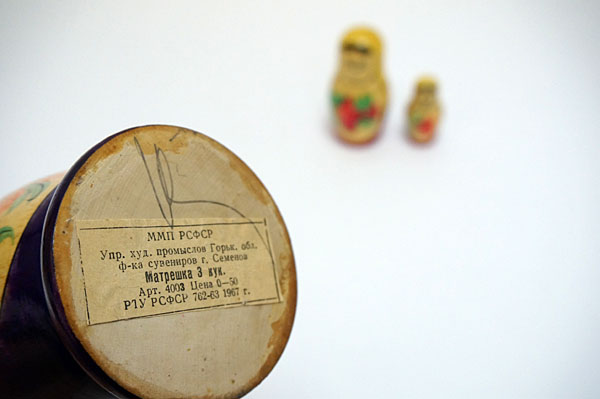 ММП РСФСР
Упр. худ. промыслов Горьк. обл.
ф-ка сувениров г. Семенов
Матрешка 3 кук.
Арт. 4003 Цена 0—50
РТУ РСФСР 762-63 1967 г.